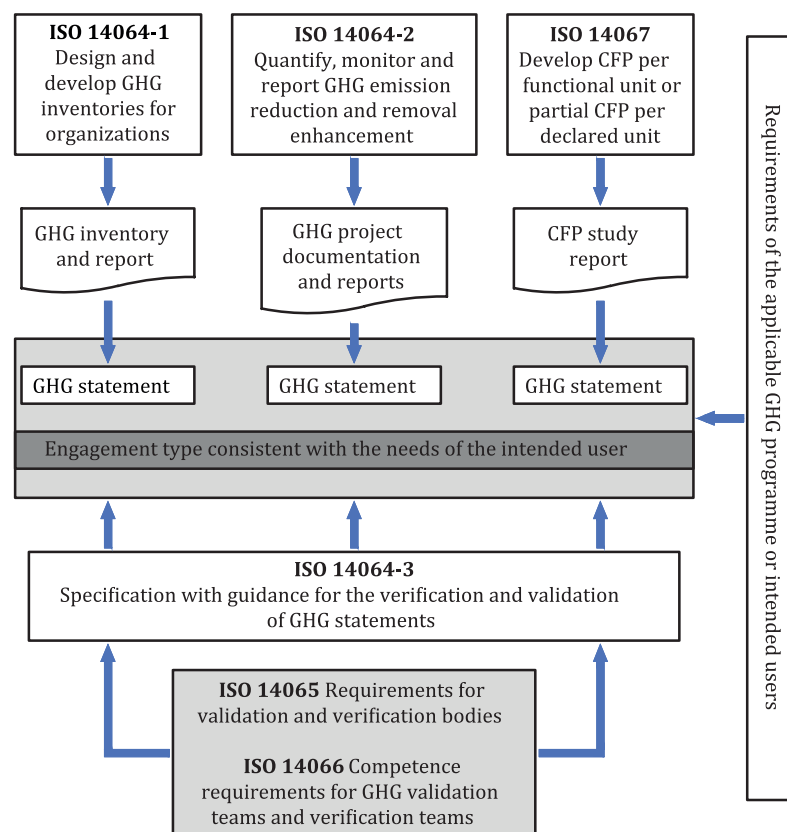 ISO 14064-1
Design and
develop GHG
inventories for
organizations
ISO 14064-2
Quantify, monitor and
report GHG emission
reduction and removal
enhancement
ISO 14067
Develop CFP per
functional unit or
partial CFP per
declared unit
GHG inventory
and report
GHG project
documentation
and reports
CFP study
report
GHG statement
GHG statement
GHG statement
Engagement type consistent with the needs of the intended user
ISO 14064-3
Specification with guidance for the verification and validation
of GHG statements
ISO 14065 Requirements for
validation and verification bodies
ISO 14066 Competence
requirements for GHG validation
teams and verification teams
Requirements of the applicable GHG programme or intended users